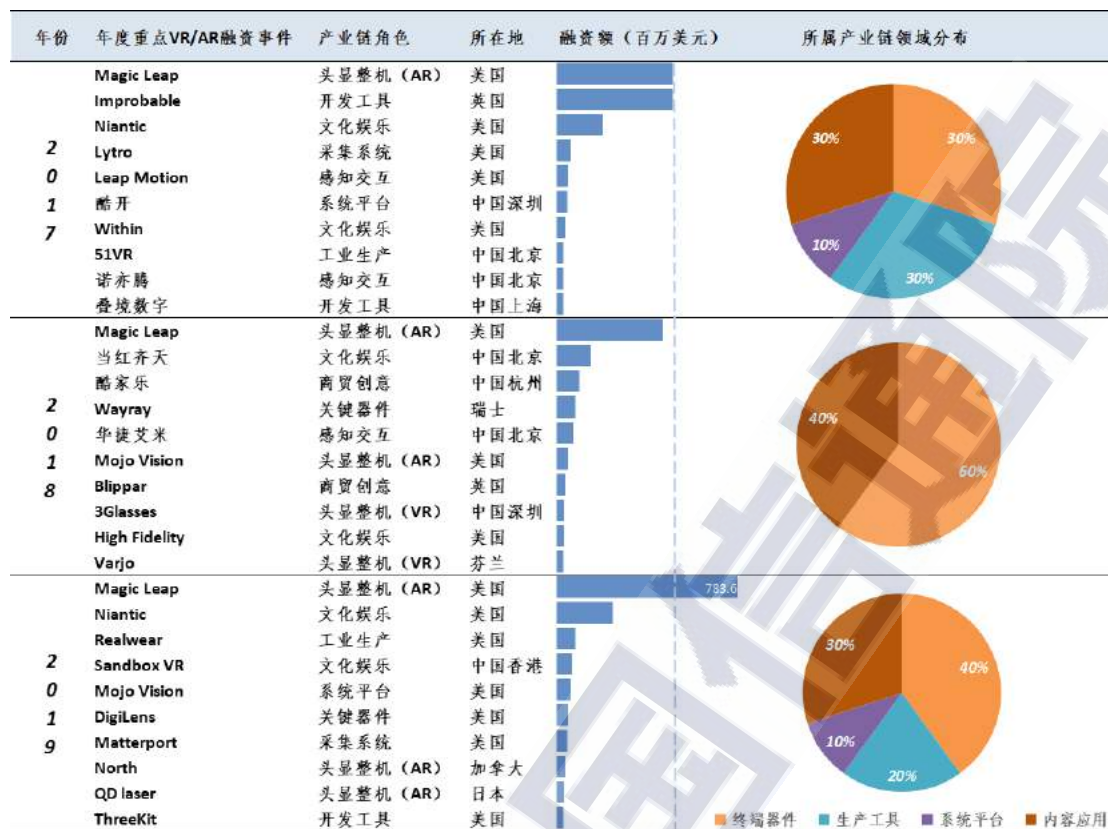 年份 年度重点VR/AR融资事件 产业链角色 所在地 融资额（百万美元） 所属产业链领域分布
2017
Magic Leap 头显整机（AR） 美国
Improbable 开发工具 英国
Niantic 文化娱乐 美国
Lytro 采集系统 美国
Leap Motion 感知交互 美国
酷开 系统平台 中国深圳
Within 文化娱乐 美国
51VR 工业生产 中国北京
诺亦腾 感知交互 中国北京
叠境数字 开发工具 中国上海
30% 30%
10% 30%
2018
Magic Leap 头显整机（AR） 美国
当红齐天 文化娱乐 中国北京
酷家乐 商贸创意 中国杭州
Wayray 关键器件 瑞士
华捷艾米 感知交互 中国北京
Mojo Vision 头显整机（AR） 美国
Blippar 商贸创意 英国
3Glasses 头显整机（VR） 中国深圳
High Fidelity 文化娱乐 美国
Varjo 头显整机（VR） 芬兰
40% 60%
2019
Magic Leap 头显整机（AR） 美国 783.6
Niantic 文化娱乐 美国
Realwear 工业生产 美国
Sandbox VR 文化娱乐 中国香港
Mojo Vision 系统平台 美国
DigiLens 关键器件 美国
Matterport 采集系统 美国
North 头显整机（AR） 加拿大
QD laser 头显整机（AR） 日本
ThreeKit 开发工具 美国
30% 40%
10% 20%
终端器件 生产工具 系统平台 内容应用
国信通院